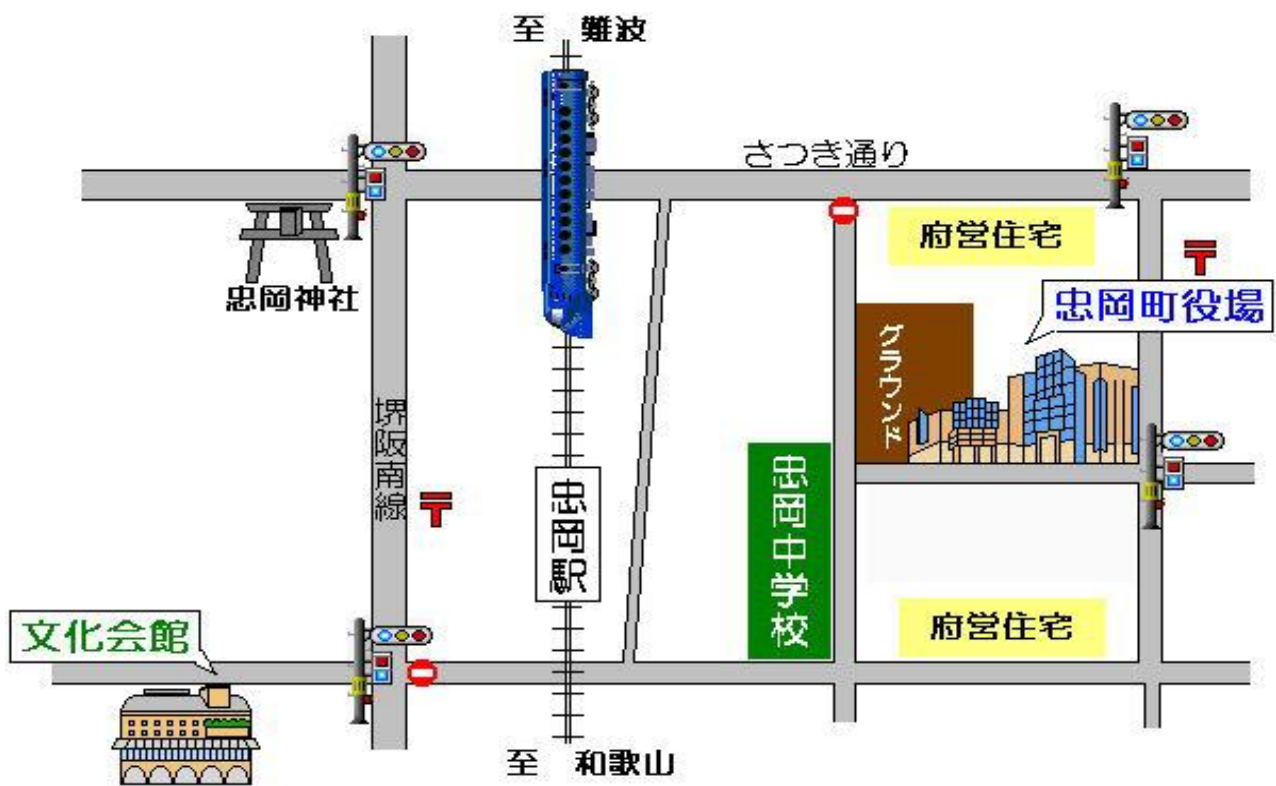 至 難波
さつき通り
府営住宅
忠岡神社
忠岡町役場
グラウンド
堺阪南線
忠岡駅
忠岡中学校
文化会館
府営住宅
至 和歌山